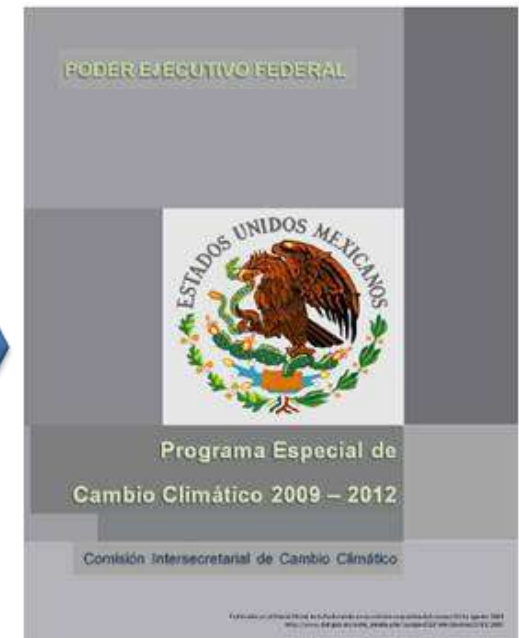 PODER EJECUTIVO FEDERAL
ESTADOS UNIDOS MEXICANOS
Programa Especial de
Cambio Climático 2009 – 2012
Comisión Intersecretarial de Cambio Climático